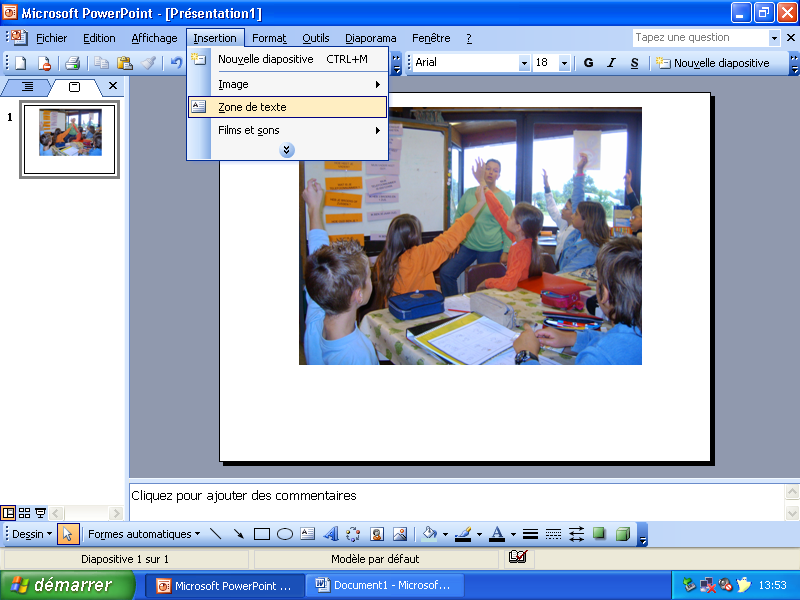 Microsoft PowerPoint - [Présentation1]
Fichier Edition Affichage Insertion Format Outils Diaporama Fenêtre ? Tapez une question
Arial 18 G I S Nouvelle diapositive
Nouvelle diapositive CTRL+M
Image
Zone de texte
Films et sons
1
Cliquez pour ajouter des commentaires
Dessin Formes automatiques
Diapositive 1 sur 1 Modèle par défaut
démarrer Microsoft PowerPoint ... Document1 - Microsof... 13:53